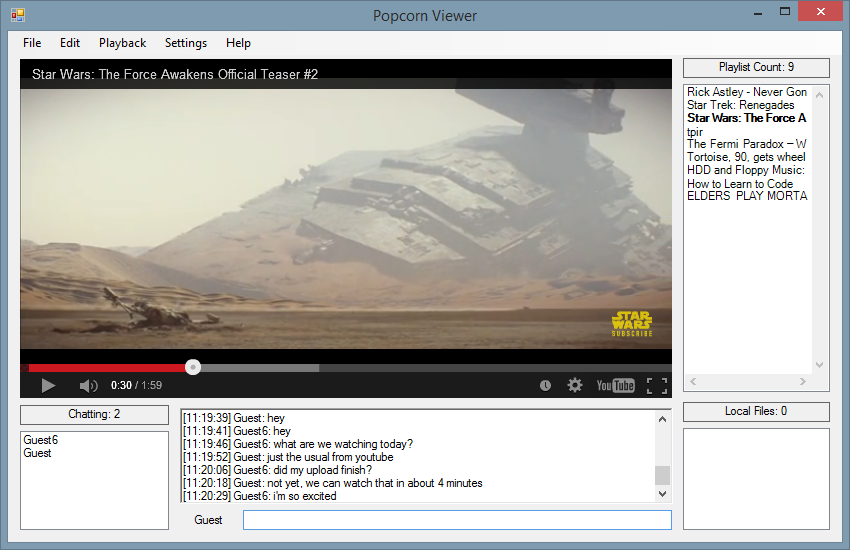 Popcorn Viewer
File Edit Playback Settings Help
Star Wars: The Force Awakens Official Teaser #2
STAR
WARS
SUBSCRIBE
0:30 / 1:59
YouTube
Playlist Count: 9
Rick Astley - Never Gon
Star Trek: Renegades
Star Wars: The Force A
tpir
The Fermi Paradox – W
Tortoise, 90, gets wheel
HDD and Floppy Music:
How to Learn to Code
ELDERS PLAY MORTA
Chatting: 2
Guest6
Guest
[11:19:39] Guest: hey
[11:19:41] Guest6: hey
[11:19:46] Guest6: what are we watching today?
[11:19:52] Guest: just the usual from youtube
[11:20:06] Guest6: did my upload finish?
[11:20:18] Guest: not yet, we can watch that in about 4 minutes
[11:20:29] Guest6: i'm so excited
Guest
Local Files: 0